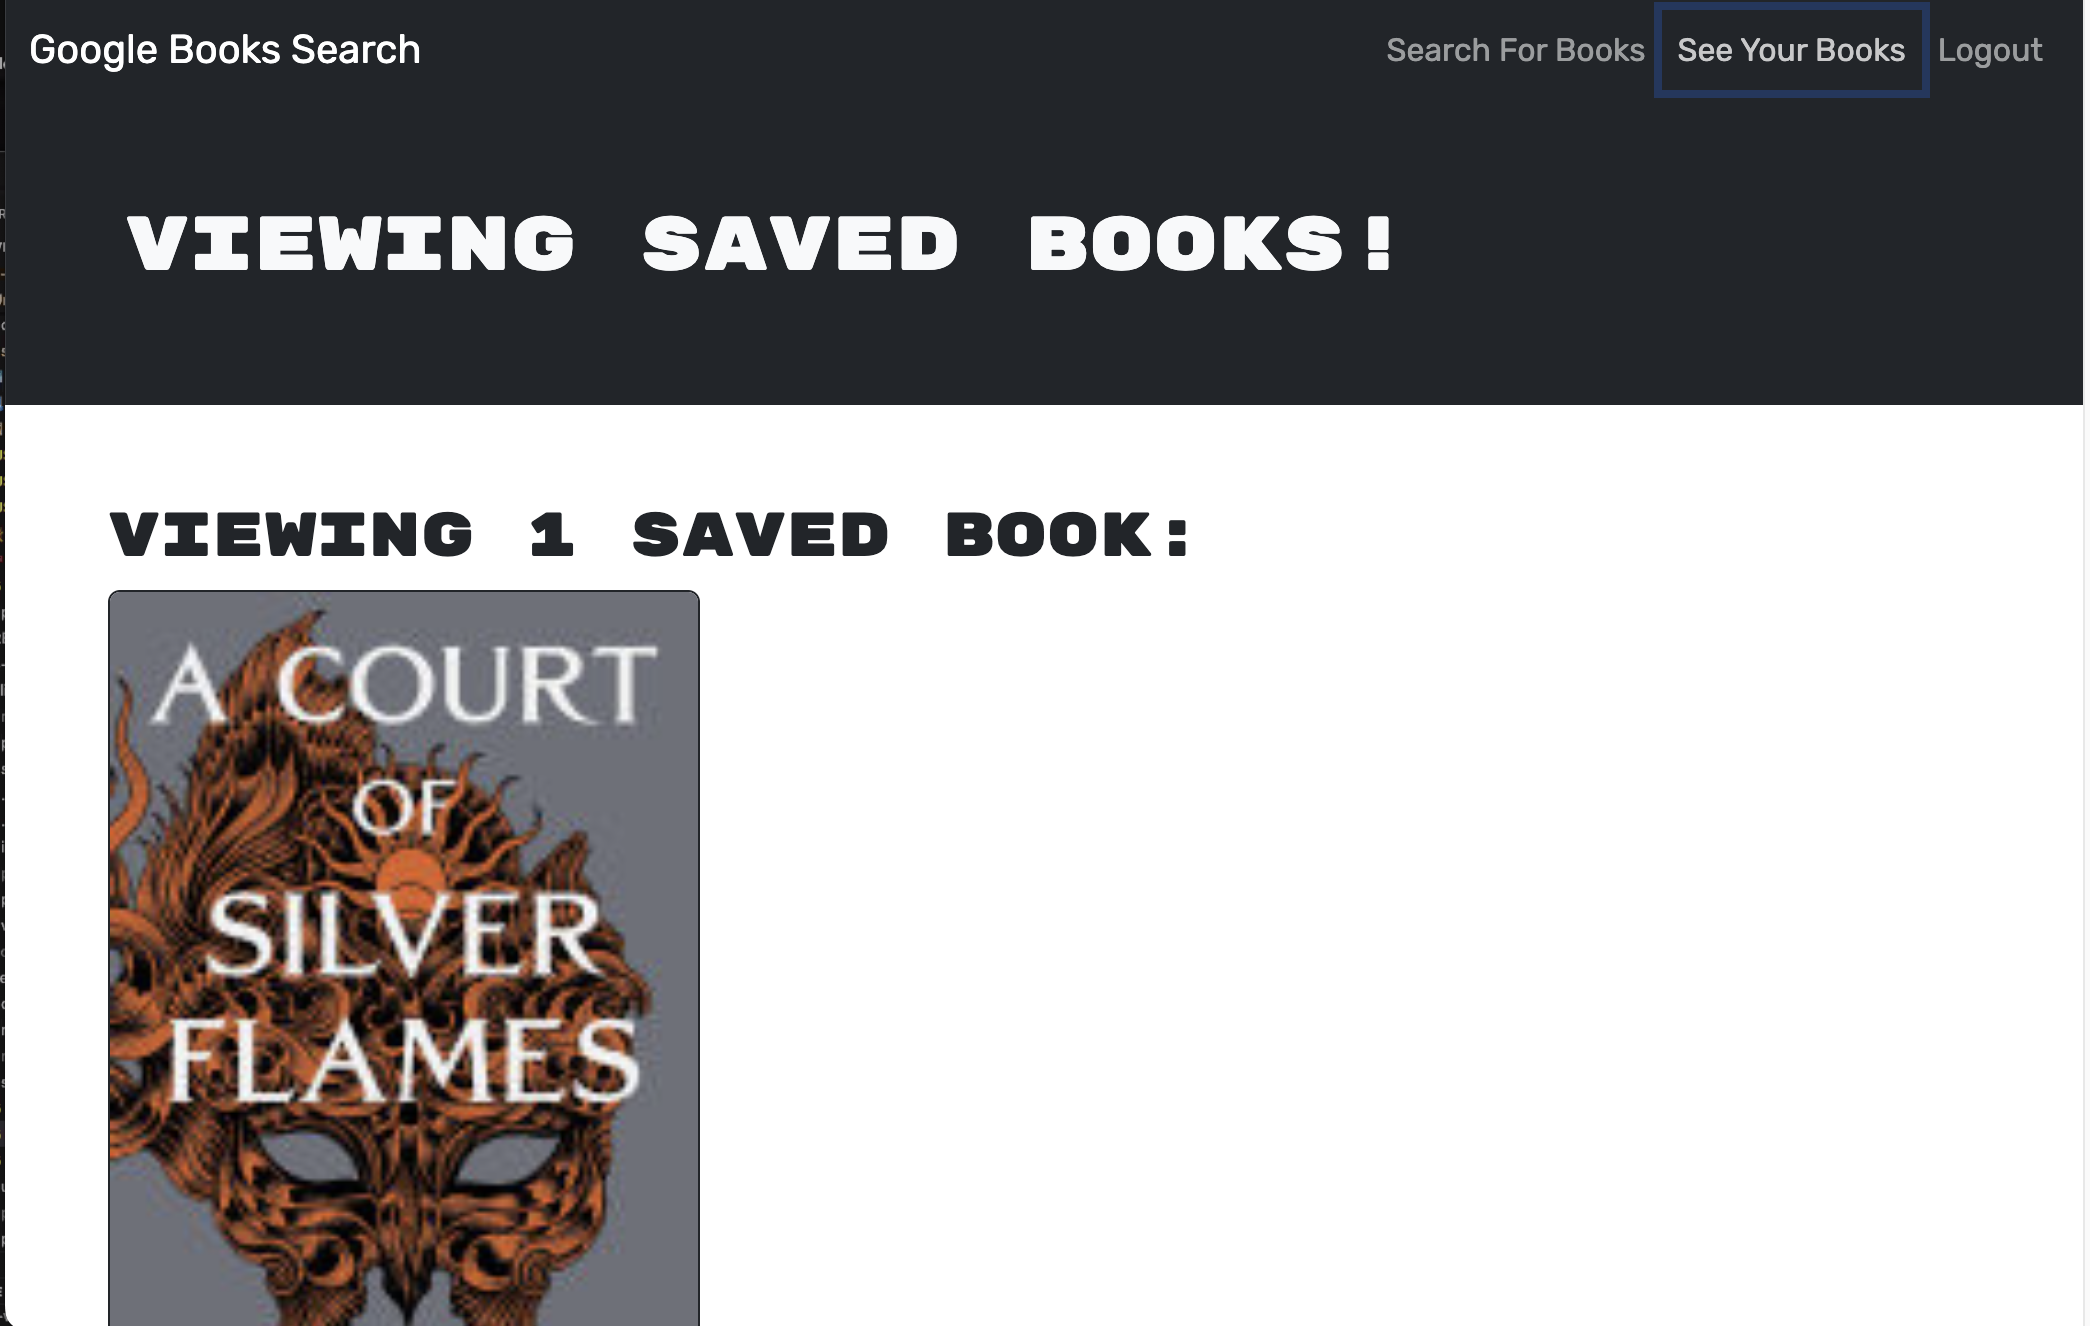 Google Books Search
Search For Books
See Your Books
Logout
VIEWING SAVED BOOKS!
VIEWING 1 SAVED BOOK:
A COURT
OF
SILVER
FLAMES